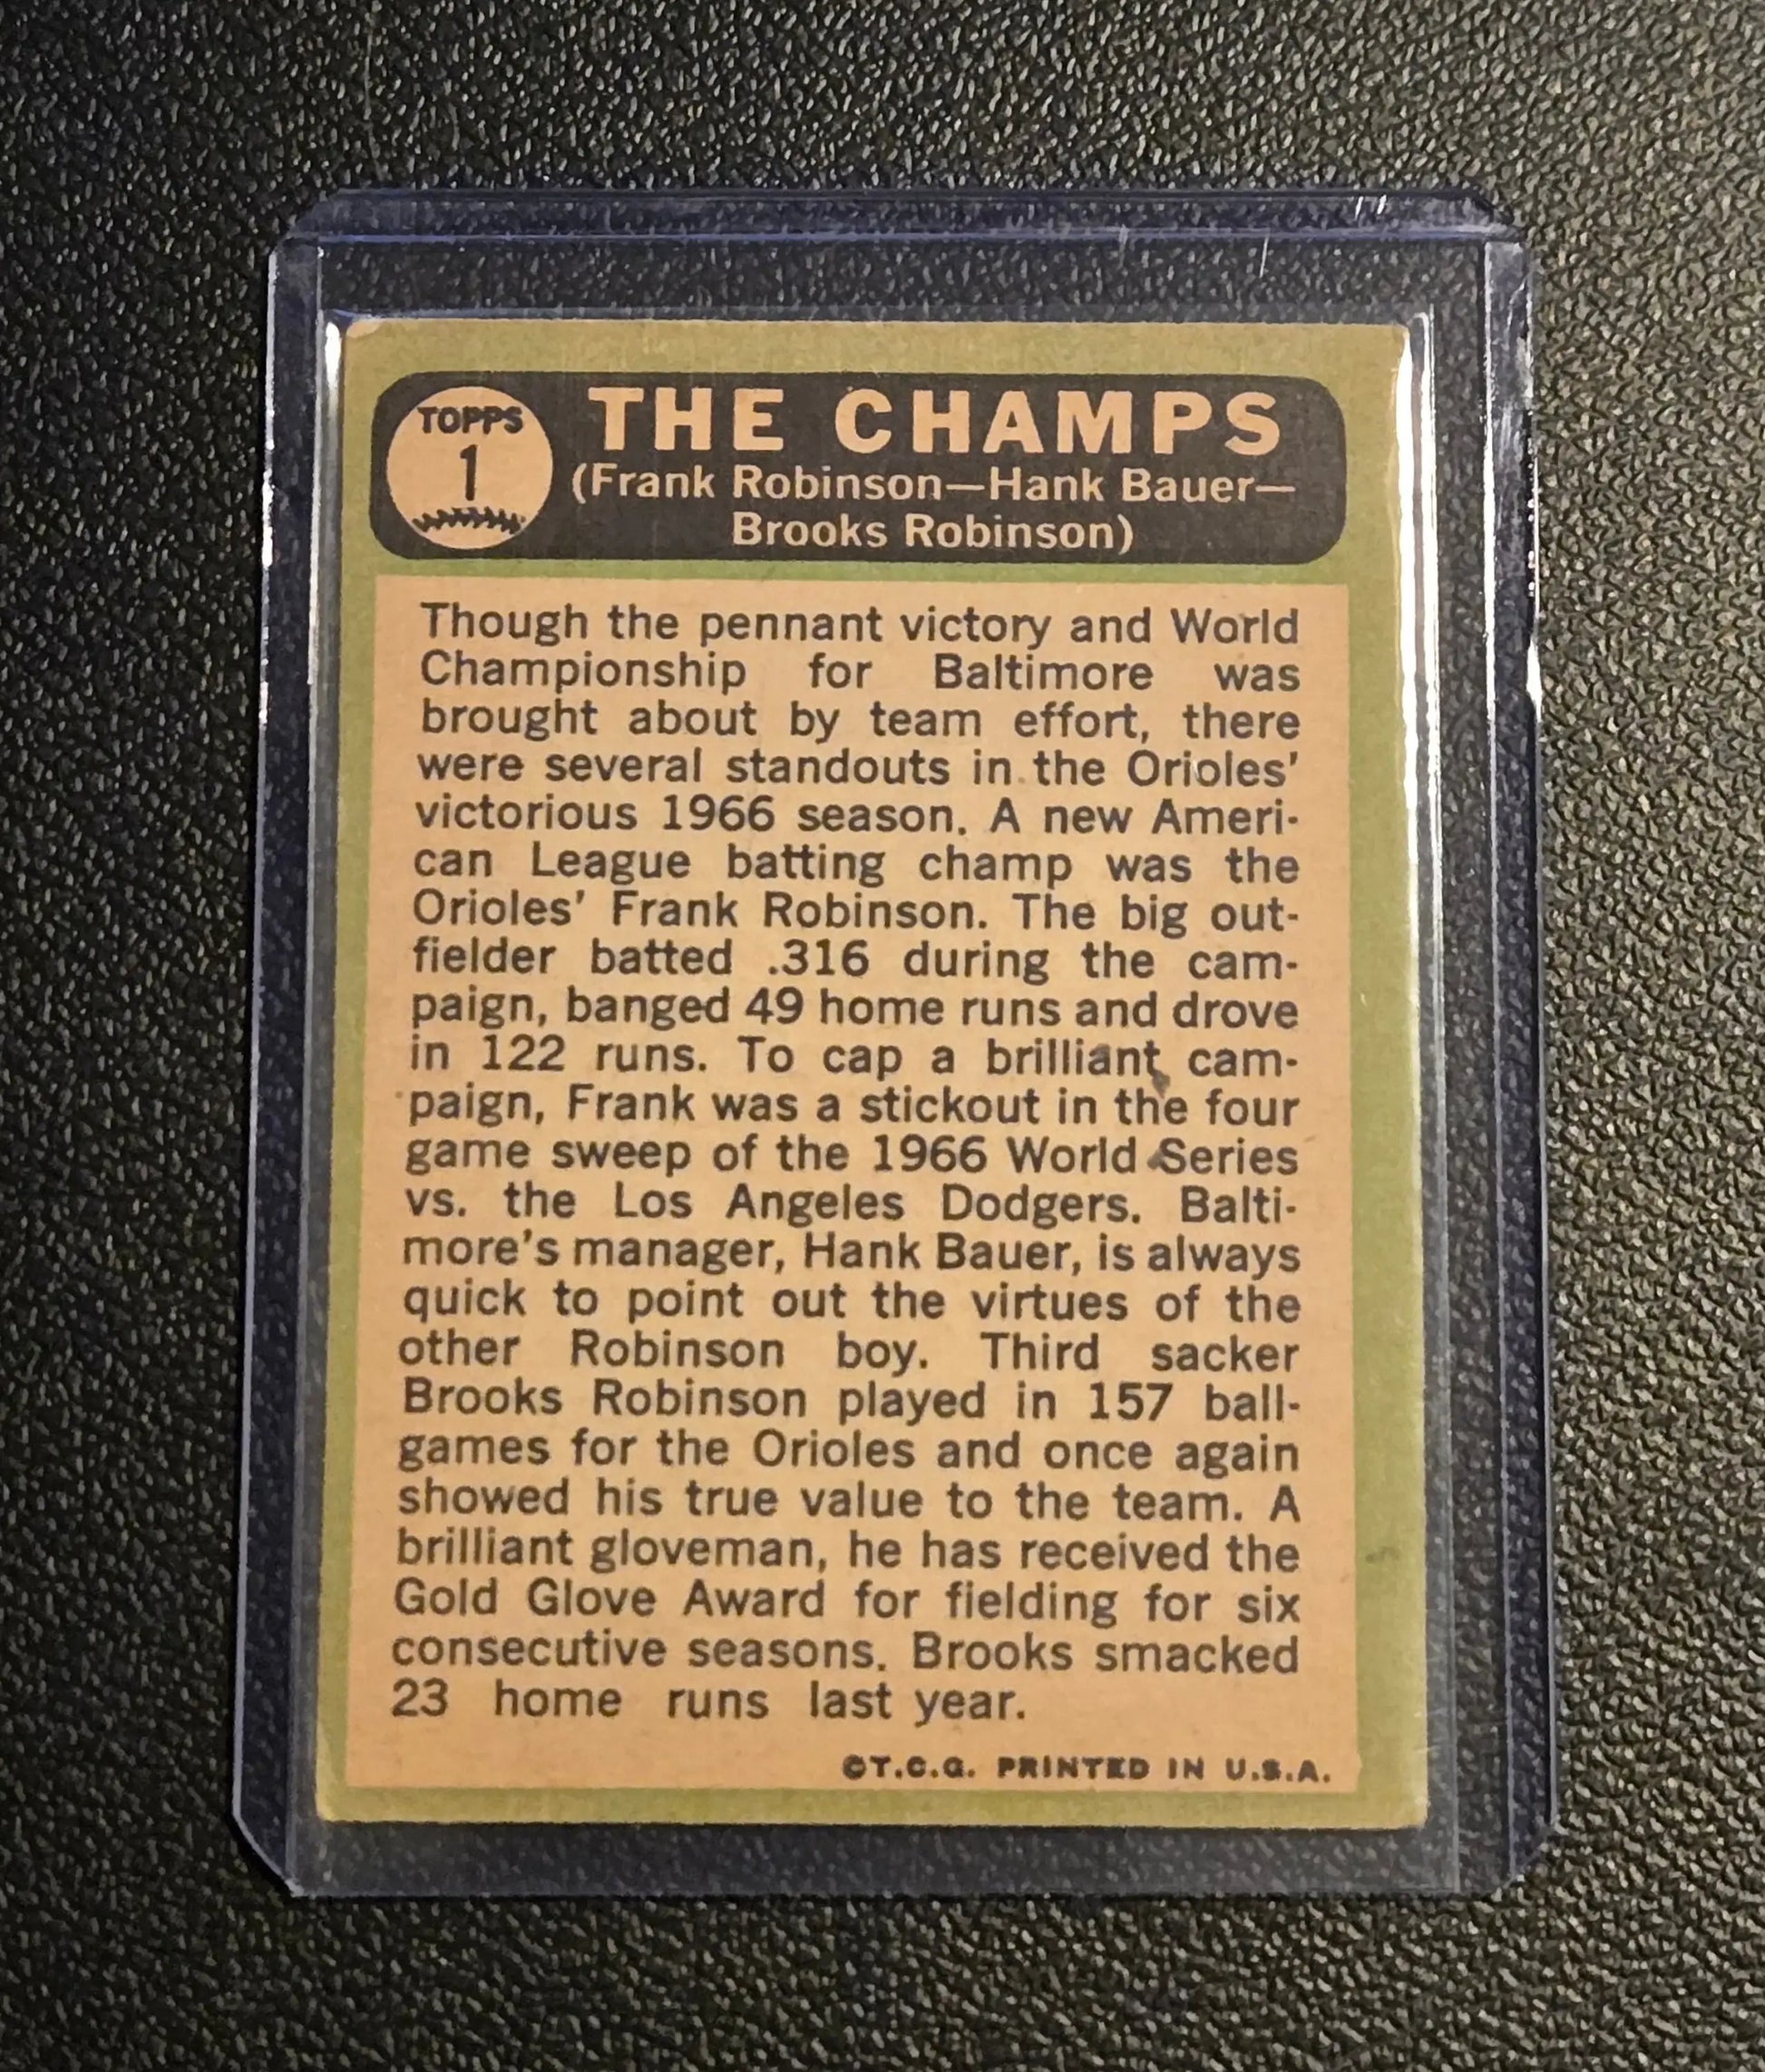 TOPPS
1
THE CHAMPS
(Frank Robinson—Hank Bauer—
Brooks Robinson)
Though the pennant victory and World
Championship for Baltimore was
brought about by team effort, there
were several standouts in the Orioles'
victorious 1966 season. A new Ameri-
can League batting champ was the
Orioles' Frank Robinson. The big out-
fielder batted .316 during the cam-
paign, banged 49 home runs and drove
in 122 runs. To cap a brilliant cam-
paign, Frank was a stickout in the four
game sweep of the 1966 World Series
vs. the Los Angeles Dodgers. Balti-
more's manager, Hank Bauer, is always
quick to point out the virtues of the
other Robinson boy. Third sacker
Brooks Robinson played in 157 ball-
games for the Orioles and once again
showed his true value to the team. A
brilliant gloveman, he has received the
Gold Glove Award for fielding for six
consecutive seasons. Brooks smacked
23 home runs last year.
©T.C.G. PRINTED IN U.S.A.